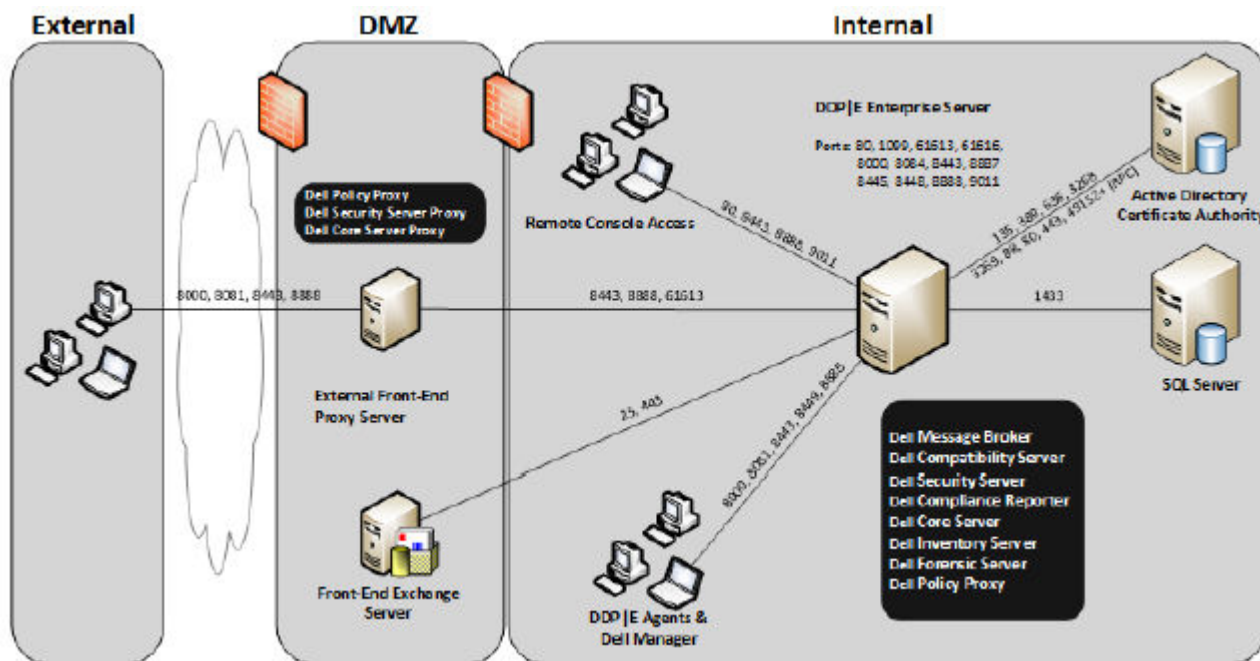 External
DMZ
Internal
DDP|E Enterprise Server
Ports: 80, 1099, 61613, 61616,
8000, 8084, 8443, 8887
8445, 8448, 8888, 9011
Dell Policy Proxy
Dell Security Server Proxy
Dell Core Server Proxy
Remote Console Access
80, 8443, 8888, 9011
135, 389, 636, 3268
3269, 88, 80, 443, 49152+ (RPC)
Active Directory
Certificate Authority
8000, 8081, 8443, 8888
8443, 8888, 61613
1433
External Front-End
Proxy Server
SQL Server
25, 443
8000, 8081, 8443, 8449, 8888
Dell Message Broker
Dell Compatibility Server
Dell Security Server
Dell Compliance Reporter
Dell Core Server
Dell Inventory Server
Dell Forensic Server
Dell Policy Proxy
Front-End Exchange
Server
DDP|E Agents &
Dell Manager